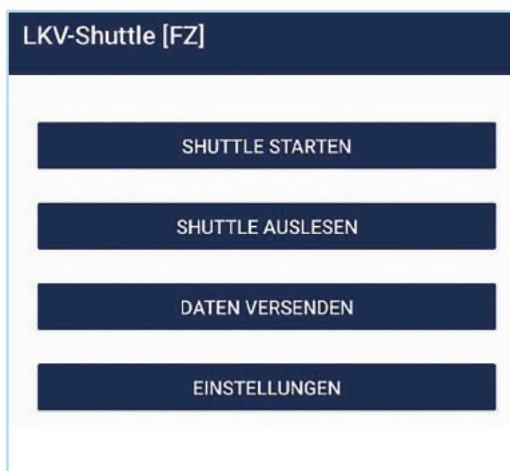 LKV-Shuttle [FZ]
SHUTTLE STARTEN
SHUTTLE AUSLESEN
DATEN VERSENDEN
EINSTELLUNGEN